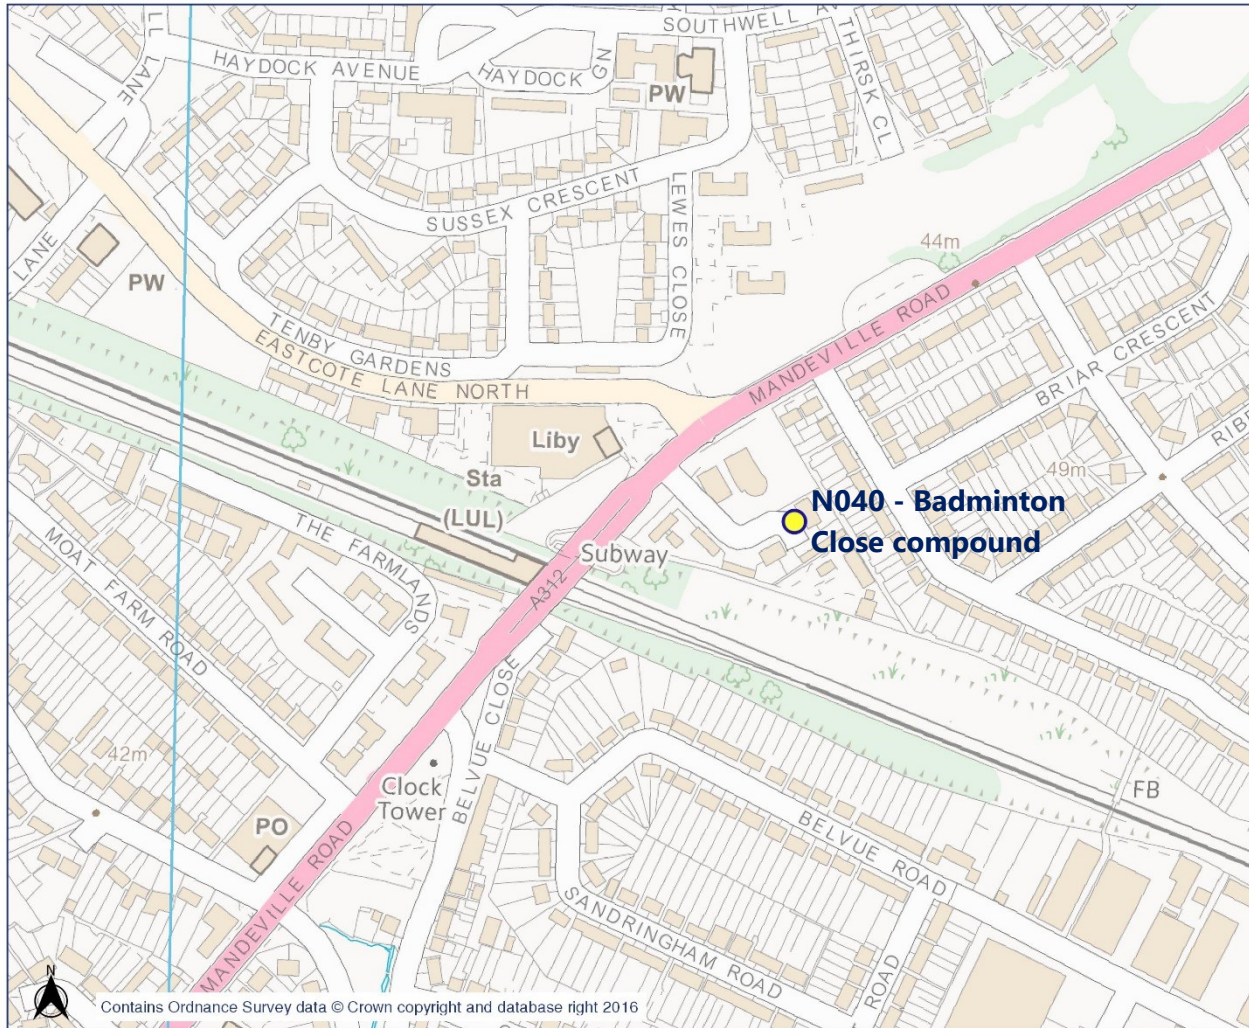 SOUTHWELL AV
LL
LANE
HAYDOCK AVENUE
HAYDOCK
GN
THIRSK CL
PW
SUSSEX CRESCENT
LEWES CLOSE
44m
LANE
PW
MANDEVILLE ROAD
TENBY GARDENS
EASTCOTE LANE NORTH
BRIAR CRESCENT
RIBB
Liby
49m
Sta
(LUL)
N040 - Badminton
Close compound
THE FARMLANDS
Subway
MOAT FARM ROAD
A312
BELVUE CLOSE
42m
Clock
Tower
FB
PO
BELVUE ROAD
MANDEVILLE ROAD
SANDRINGHAM ROAD
ROAD
N
Contains Ordnance Survey data © Crown copyright and database right 2016